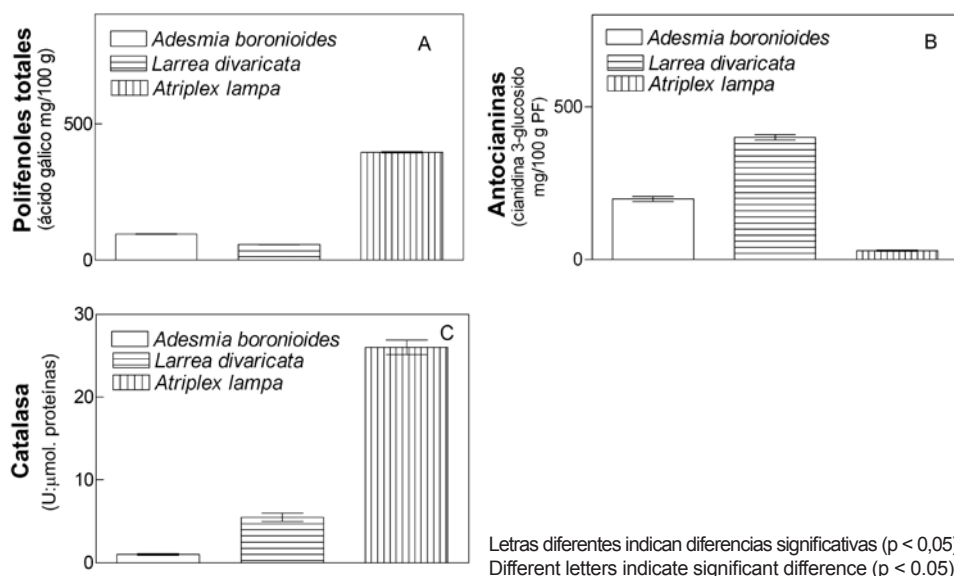 Polifenoles totales
(ácido gálico mg/100 g)
Adesmia boronioides
Larrea divaricata
Atriplex lampa
A
500
0
Antocianinas
(cianidina 3-glucosido
mg/100 g PF)
Adesmia boronioides
Larrea divaricata
Atriplex lampa
B
500
0
Catalasa
(U:µmol. proteínas)
Adesmia boronioides
Larrea divaricata
Atriplex lampa
C
30
20
10
0
Letras diferentes indican diferencias significativas (p < 0,05)
Different letters indicate significant difference (p < 0.05)